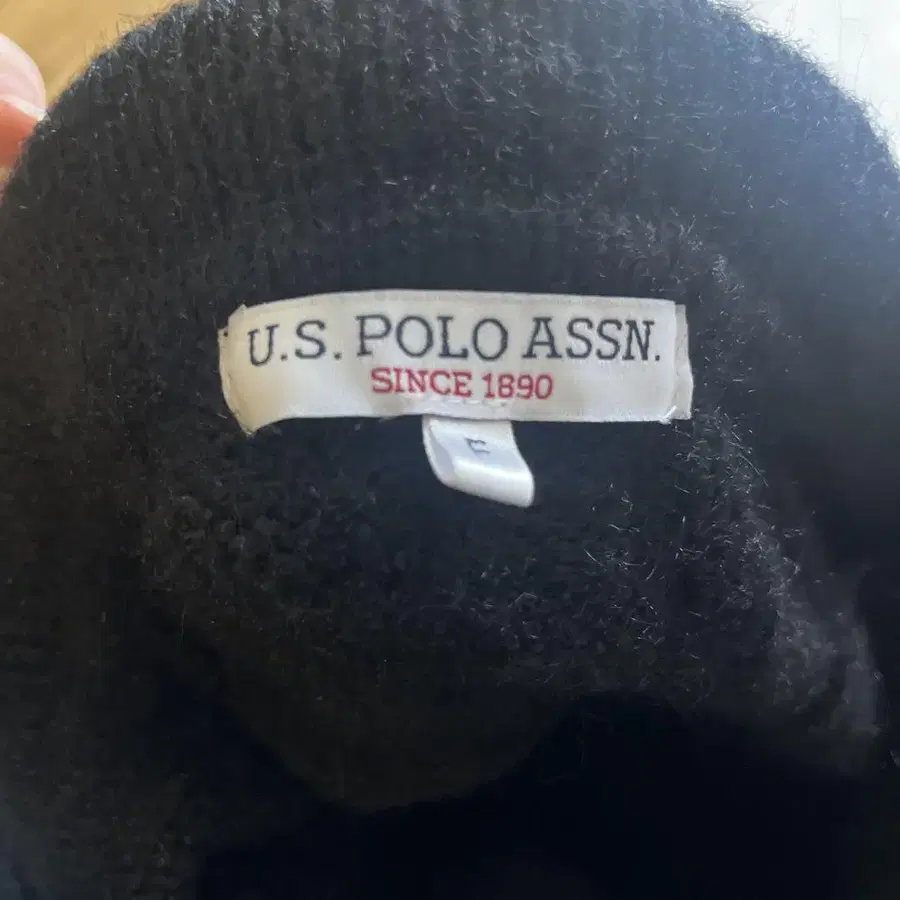 U.S. POLO ASSN.
SINCE 1890